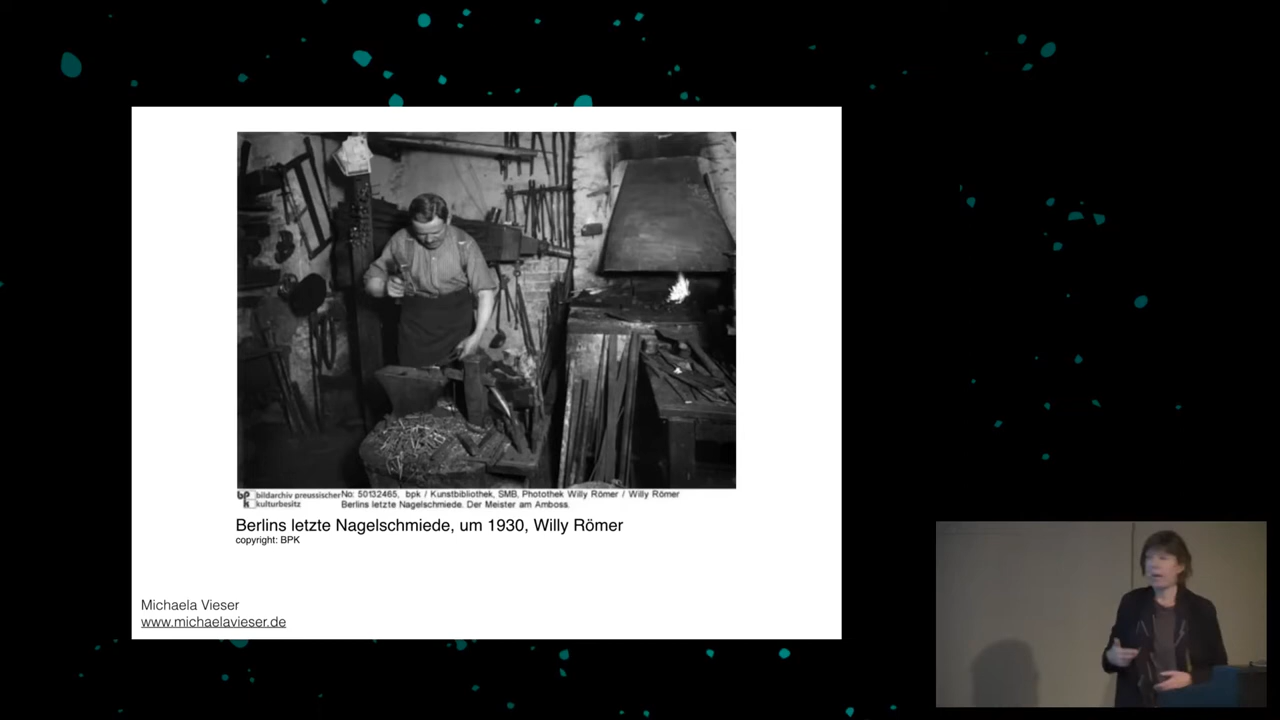 bpk bildarchiv preussischer kulturbesitz
No: 50132465, bpk / Kunstbibliothek, SMB, Photothek Willy Römer / Willy Römer
Berlins letzte Nagelschmiede. Der Meister am Amboss.
Berlins letzte Nagelschmiede, um 1930, Willy Römer
copyright: BPK
Michaela Vieser
www.michaelavieser.de